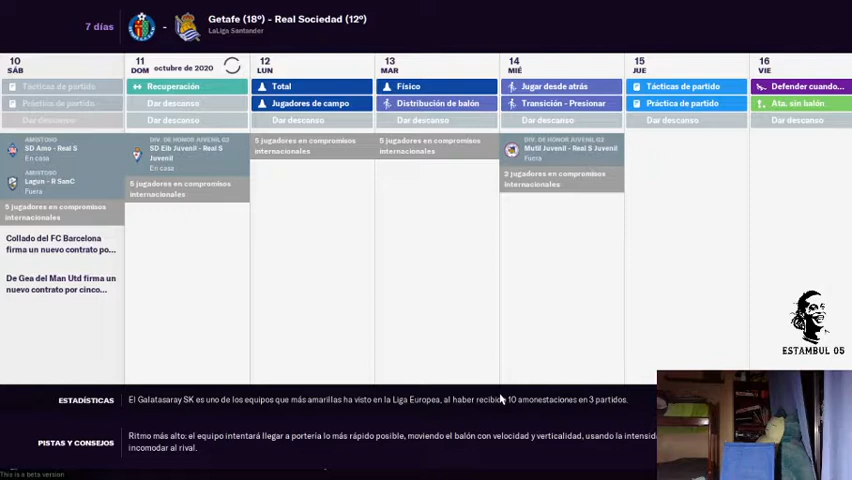 7 días
Getafe (18º) - Real Sociedad (12º)
LaLiga Santander
10
SÁB
11
DOM octubre de 2020
12
LUN
13
MAR
14
MIÉ
15
JUE
16
VIE
Tácticas de partido
Práctica de partido
Dar descanso
Recuperación
Dar descanso
Dar descanso
Total
Jugadores de campo
Dar descanso
Físico
Distribución de balón
Dar descanso
Jugar desde atrás
Transición - Presionar
Dar descanso
Tácticas de partido
Práctica de partido
Dar descanso
Defender cuando...
Ata. sin balón
Dar descanso
AMISTOSO
SD Amo - Real S
En casa
AMISTOSO
Lagun - R SanC
Fuera
5 jugadores en compromisos
internacionales
Collado del FC Barcelona
firma un nuevo contrato po...
De Gea del Man Utd firma un
nuevo contrato por cinco...
DIV. DE HONOR JUVENIL G2
SD Eib Juvenil - Real S
Juvenil
En casa
5 jugadores en compromisos
internacionales
5 jugadores en compromisos
internacionales
5 jugadores en compromisos
internacionales
DIV. DE HONOR JUVENIL G2
Mutil Juvenil - Real S Juvenil
Fuera
2 jugadores en compromisos
internacionales
ESTAMBUL 05
ESTADÍSTICAS
El Galatasaray SK es uno de los equipos que más amarillas ha visto en la Liga Europea, al haber recibido 10 amonestaciones en 3 partidos.
PISTAS Y CONSEJOS
Ritmo más alto: el equipo intentará llegar a portería lo más rápido posible, moviendo el balón con velocidad y verticalidad, usando la intensida
incomodar al rival.
This is a beta version